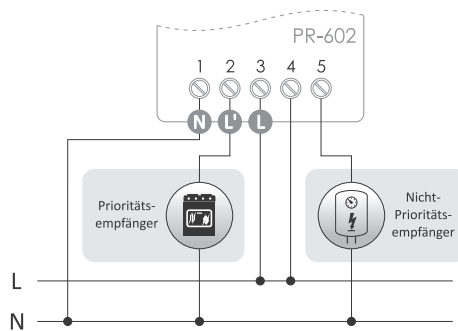 PR-602
1 2 3 4 5
N L' L
Prioritäts-
empfänger
Nicht-
Prioritäts-
empfänger
L
N